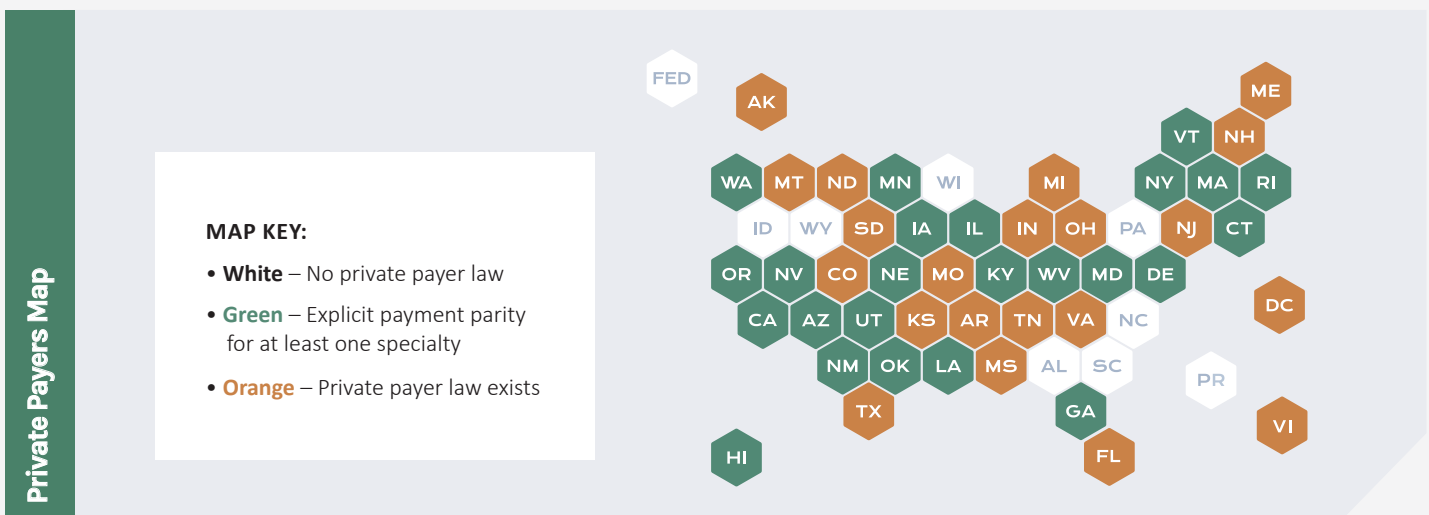 Private Payers Map
MAP KEY:
• White – No private payer law
• Green – Explicit payment parity
for at least one specialty
• Orange – Private payer law exists
FED
AK
ME
VT NH
WA MT ND MN WI MI NY MA RI
ID WY SD IA IL IN OH PA NJ CT
OR NV CO NE MO KY WV MD DE
DC
CA AZ UT KS AR TN VA NC
NM OK LA MS AL SC
PR
TX GA
VI
HI FL